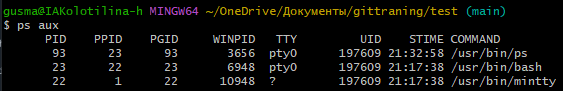 gusma@IAKolotilina-h MINGW64 ~/OneDrive/Документы/gittraning/test (main)
$ ps aux
PID PPID PGID WINPID TTY UID STIME COMMAND
93 23 93 3656 pty0 197609 21:32:58 /usr/bin/ps
23 22 23 6948 pty0 197609 21:17:38 /usr/bin/bash
22 1 22 10948 ? 197609 21:17:38 /usr/bin/mintty